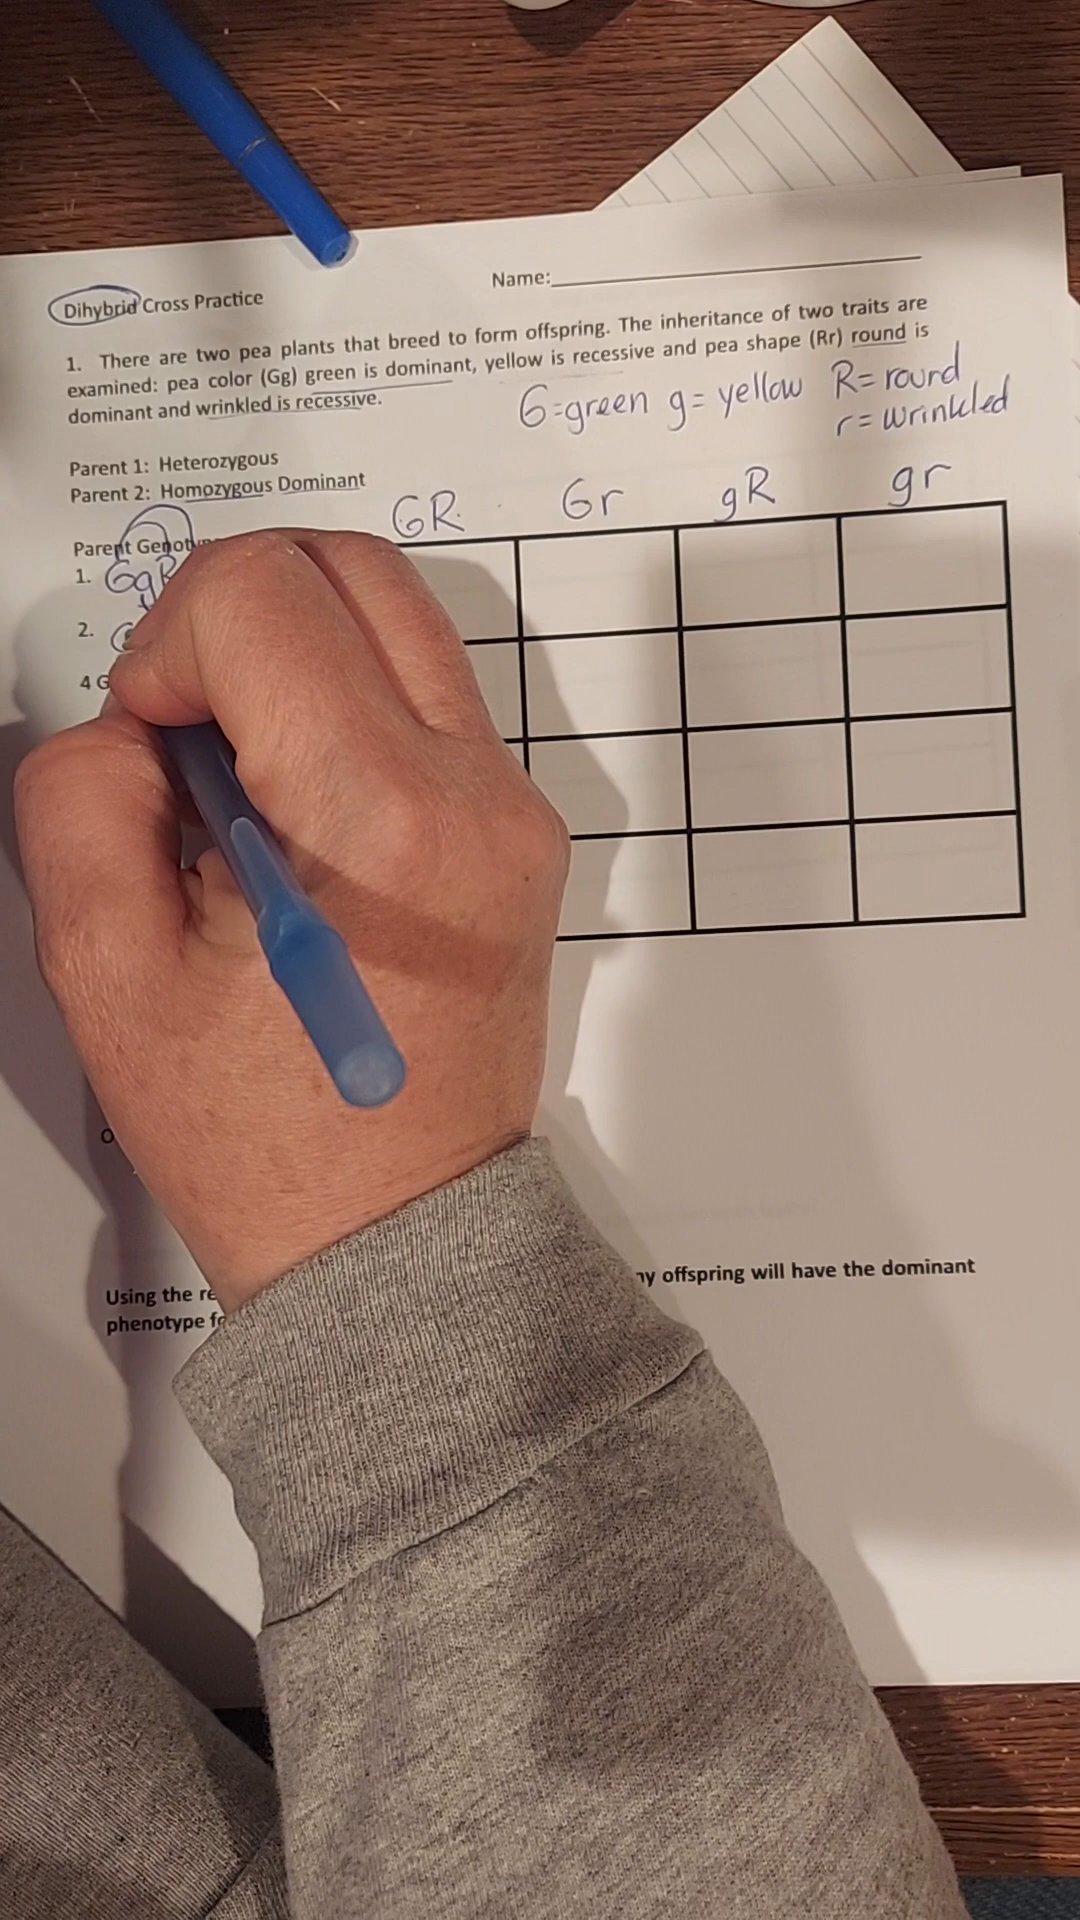 Name:
Dihybrid Cross Practice
1. There are two pea plants that breed to form offspring. The inheritance of two traits are
examined: pea color (Gg) green is dominant, yellow is recessive and pea shape (Rr) round is
dominant and wrinkled is recessive.
G=green g=yellow R=round
r=wrinkled
Parent 1: Heterozygous
Parent 2: Homozygous Dominant
GR Gr gR gr
Parent
1. GgR
2.
4 G
Using the
ny offspring will have the dominant
phenotype